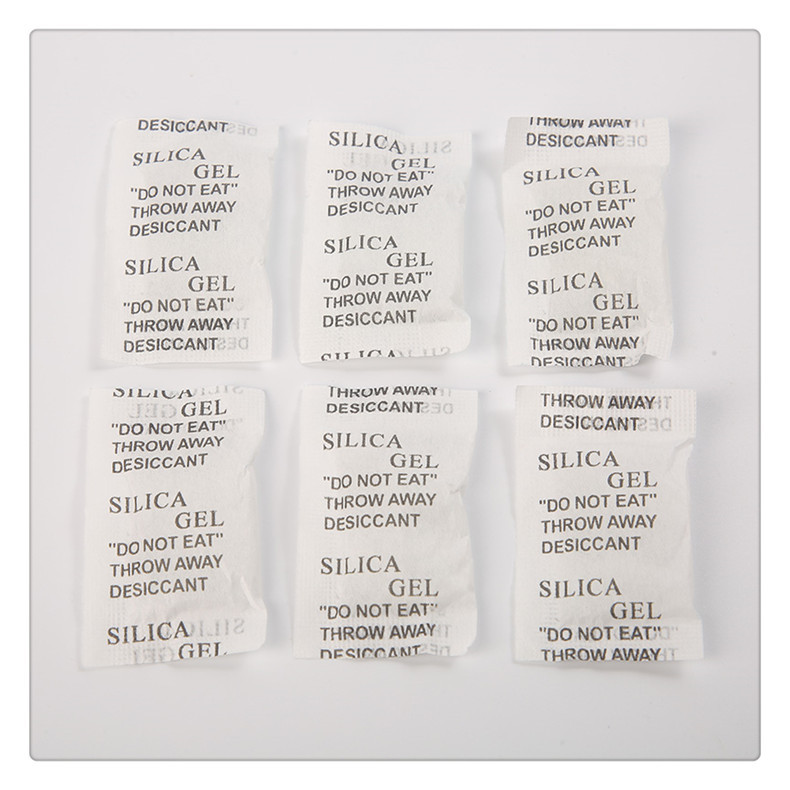 DESICCANT
SILICA
GEL
"DO NOT EAT"
THROW AWAY
DESICCANT
SILICA
GEL
"DO NOT EAT"
THROW AWAY
DESICCANT
SILICA
GEL
"DO NOT EAT"
THROW AWAY
DESICCANT
SILICA
GEL
"DO NOT EAT"
THROW AWAY
DESICCANT
SILICA
THROW AWAY
DESICCANT
SILICA
GEL
"DO NOT EAT"
THROW AWAY
DESICCANT
SILICA
GEL
"DO NOT EAT"
THROW AWAY
DESICCANT
SILICA
GEL
"DO NOT EAT"
THROW AWAY
DESICCANT
SILICA
GEL
"DO NOT EAT"
THROW AWAY
DESICCANT
SILICA
GEL
THROW AWAY
DESICCANT
SILICA
GEL
"DO NOT EAT"
THROW AWAY
DESICCANT
SILICA
GEL
"DO NOT EAT"
THROW AWAY
DESICCANT
THROW AWAY
DESICCANT
SILICA
GEL
"DO NOT EAT"
THROW AWAY
DESICCANT
SILICA
GEL
"DO NOT EAT"
THROW AWAY